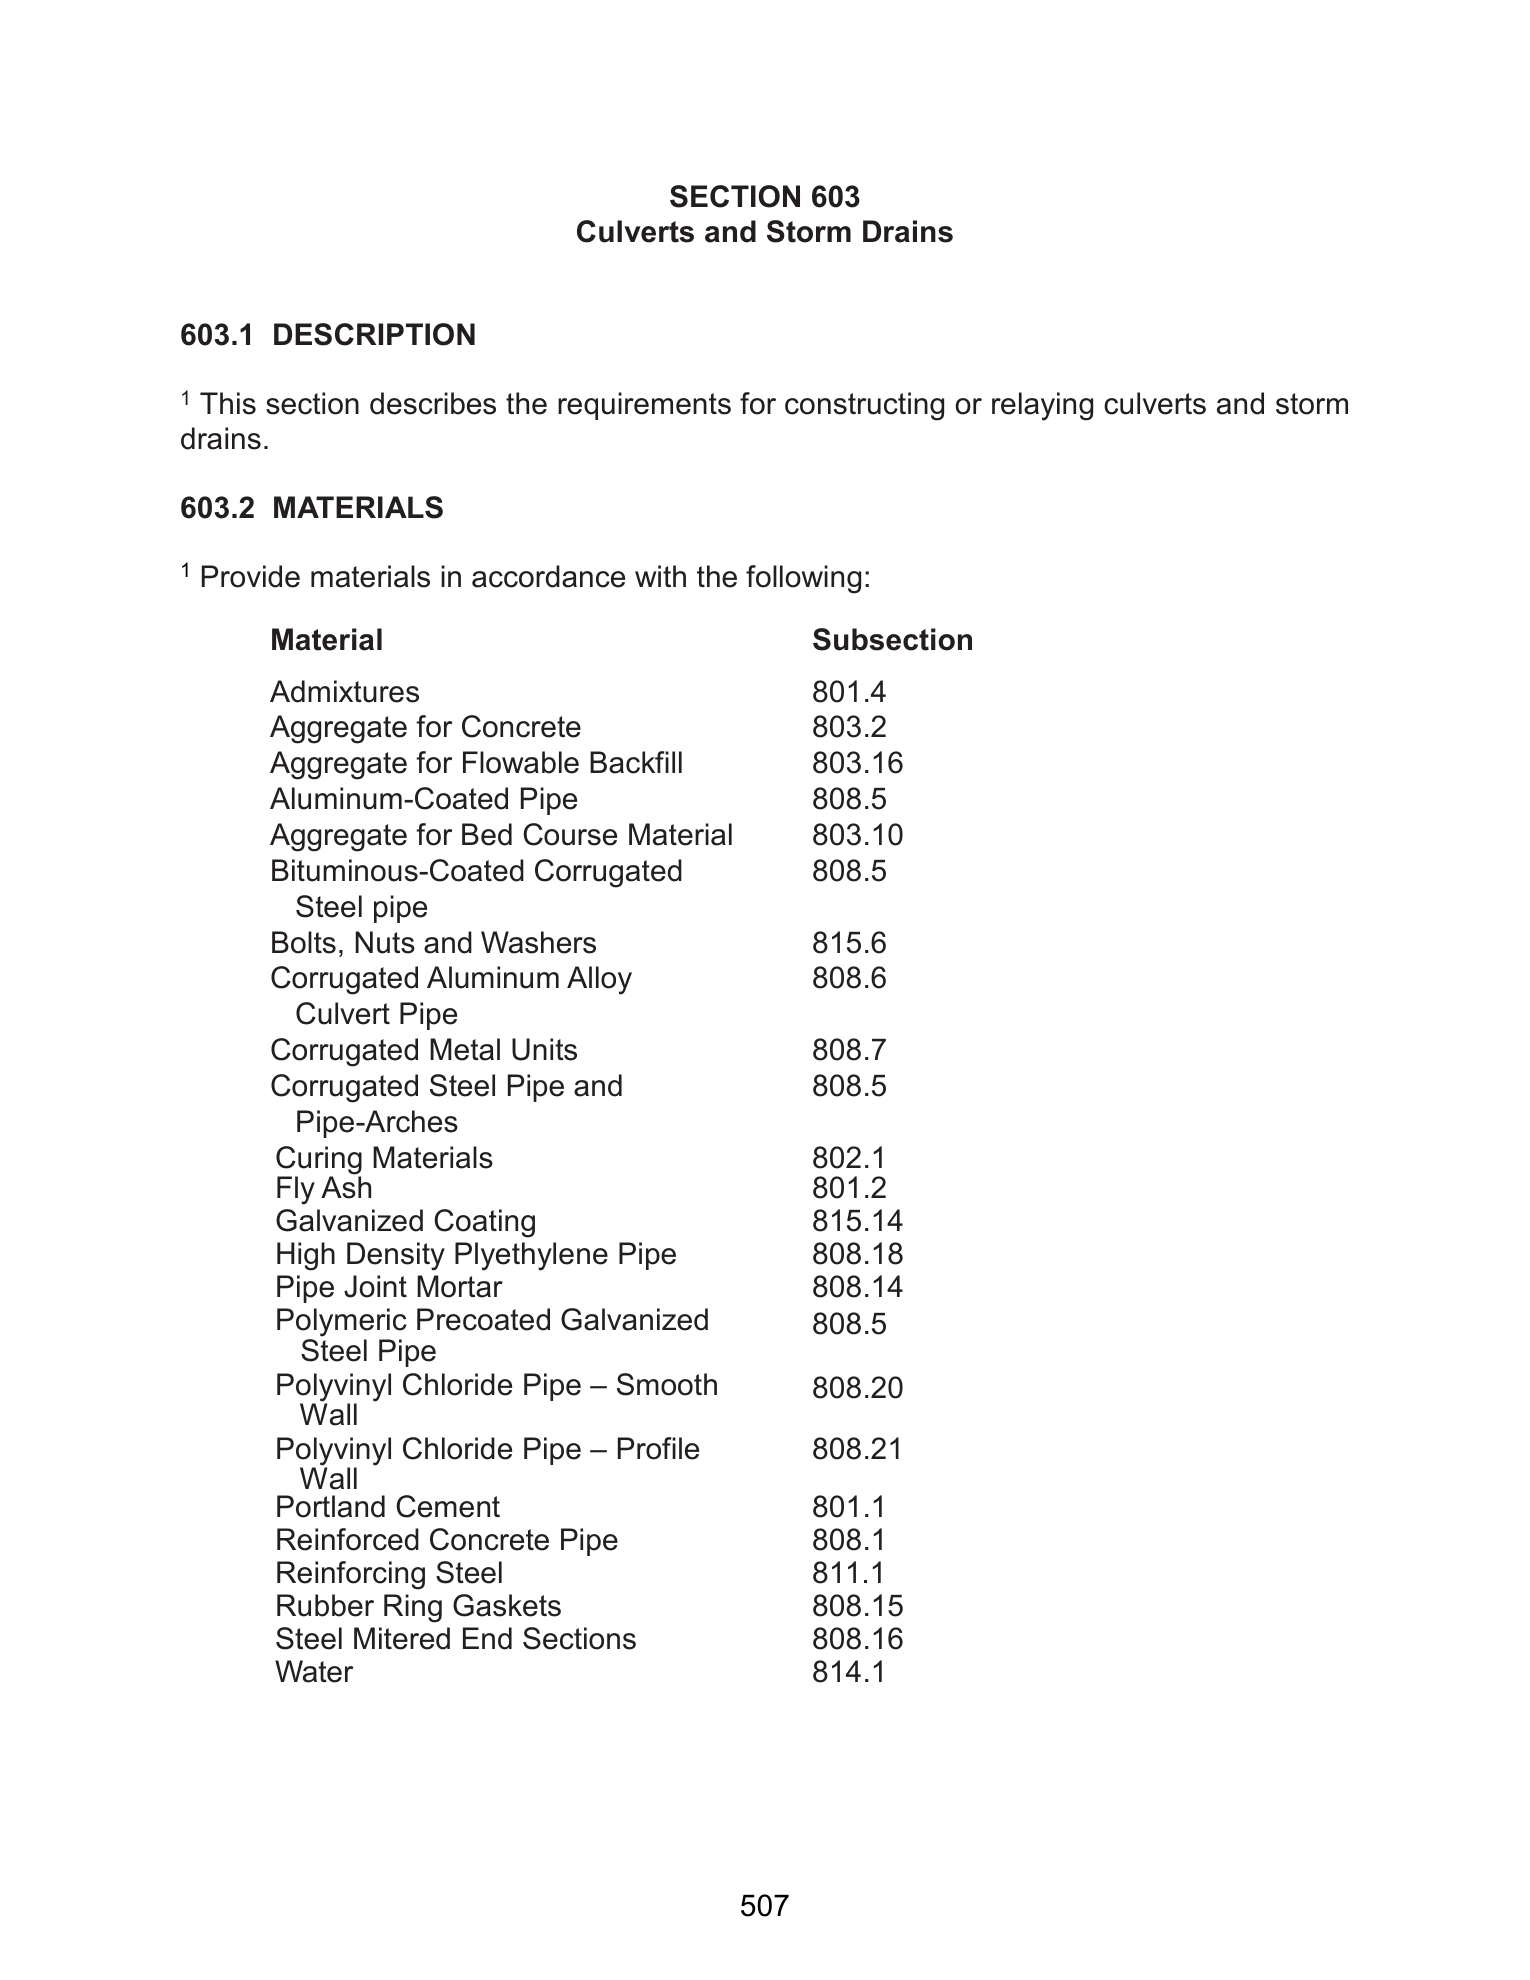 SECTION 603
Culverts and Storm Drains
603.1 DESCRIPTION
1 This section describes the requirements for constructing or relaying culverts and storm
drains.
603.2 MATERIALS
1 Provide materials in accordance with the following:
Material Subsection
Admixtures 801.4
Aggregate for Concrete 803.2
Aggregate for Flowable Backfill 803.16
Aluminum-Coated Pipe 808.5
Aggregate for Bed Course Material 803.10
Bituminous-Coated Corrugated 808.5
Steel pipe
Bolts, Nuts and Washers 815.6
Corrugated Aluminum Alloy 808.6
Culvert Pipe
Corrugated Metal Units 808.7
Corrugated Steel Pipe and 808.5
Pipe-Arches
Curing Materials 802.1
Fly Ash 801.2
Galvanized Coating 815.14
High Density Plyethylene Pipe 808.18
Pipe Joint Mortar 808.14
Polymeric Precoated Galvanized 808.5
Steel Pipe
Polyvinyl Chloride Pipe – Smooth 808.20
Wall
Polyvinyl Chloride Pipe – Profile 808.21
Wall
Portland Cement 801.1
Reinforced Concrete Pipe 808.1
Reinforcing Steel 811.1
Rubber Ring Gaskets 808.15
Steel Mitered End Sections 808.16
Water 814.1
507